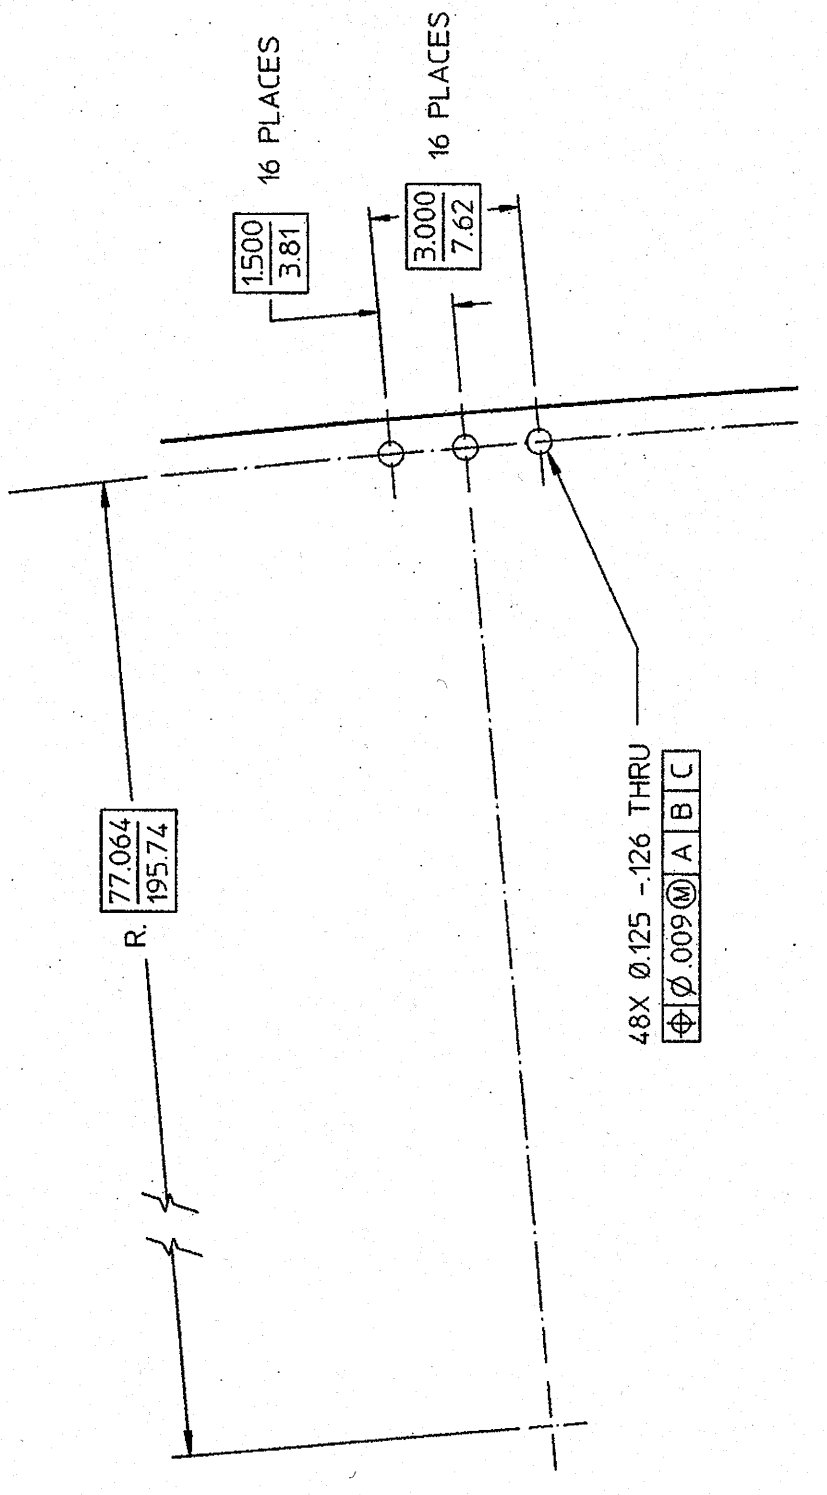 1.500
3.81
16 PLACES
3.000
7.62
16 PLACES
R.
77.064
195.74
48X Ø.125 -.126 THRU
⌖ Ø.009 Ⓜ A B C